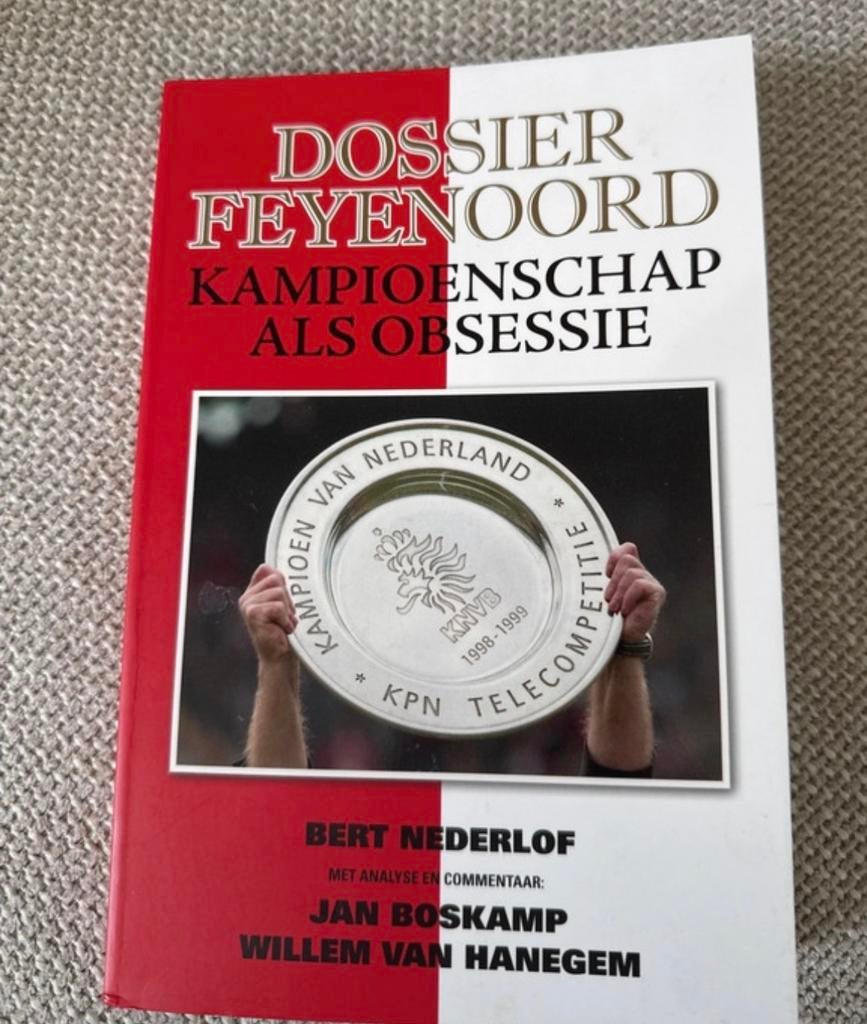 DOSSIER
FEYENOORD
KAMPIOENSCHAP
ALS OBSESSIE
KAMPIOEN VAN NEDERLAND
* KPN TELECOMPETITIE *
KNVB
1998-1999
BERT NEDERLOF
MET ANALYSE EN COMMENTAAR:
JAN BOSKAMP
WILLEM VAN HANEGEM